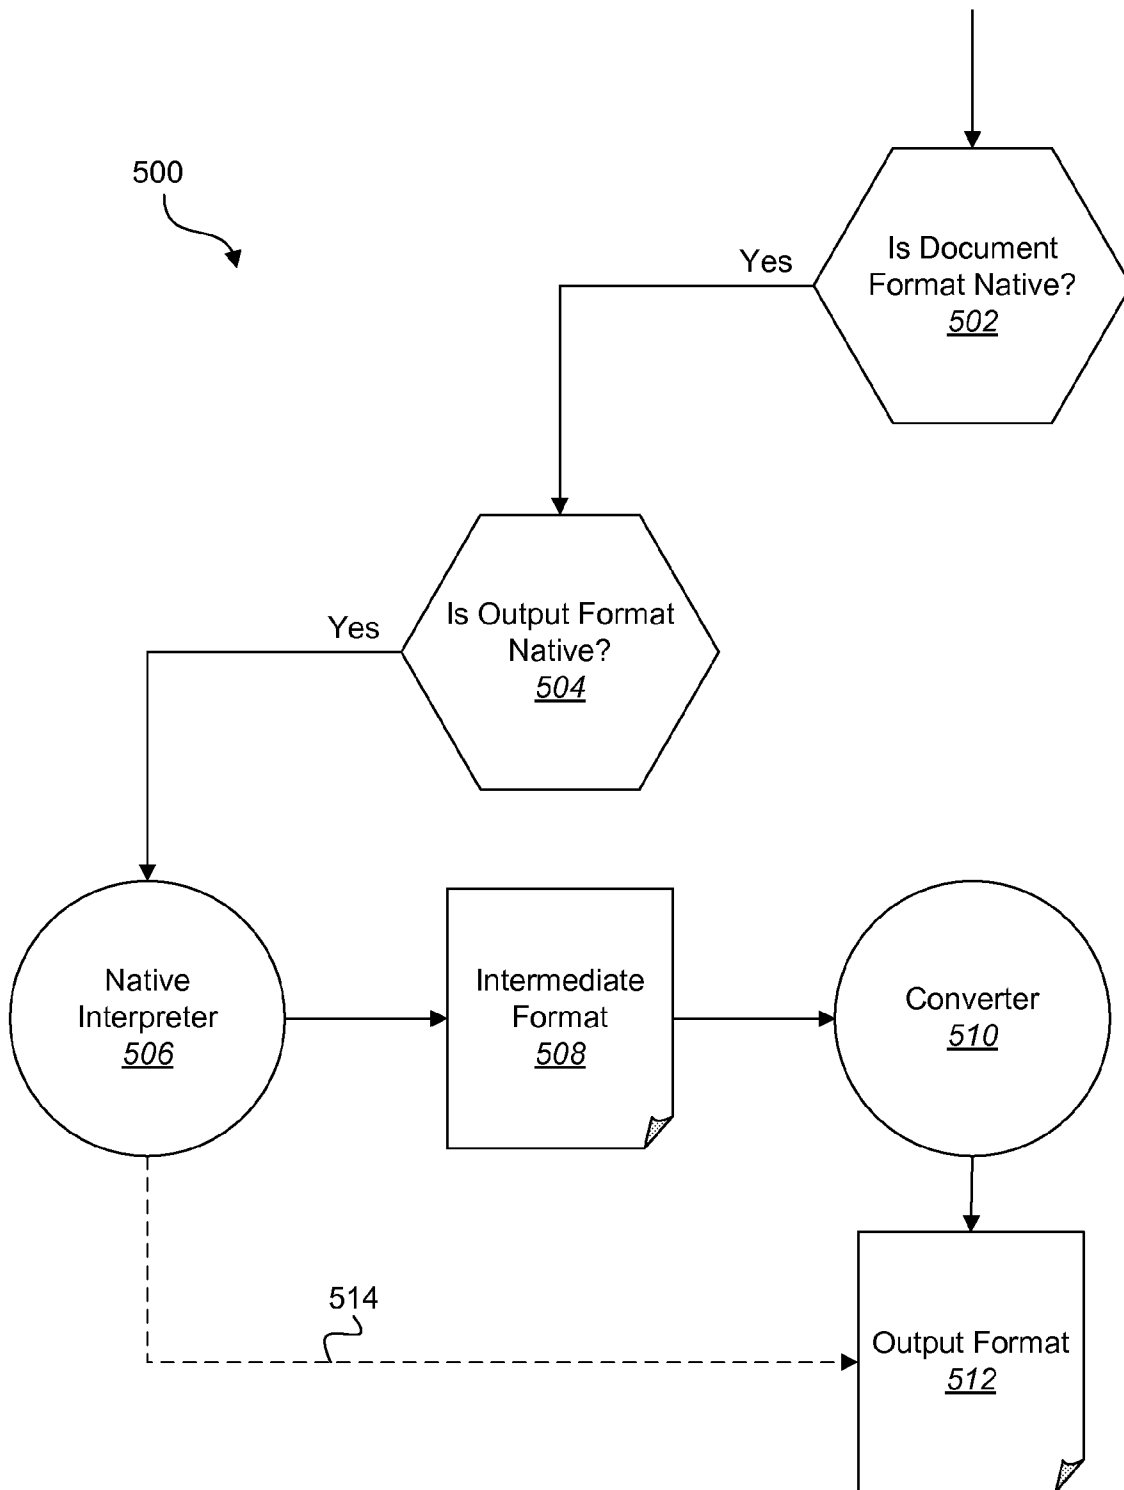 500
Is Document
Format Native?
502
Yes
Is Output Format
Native?
504
Yes
Native
Interpreter
506
Intermediate
Format
508
Converter
510
514
Output Format
512